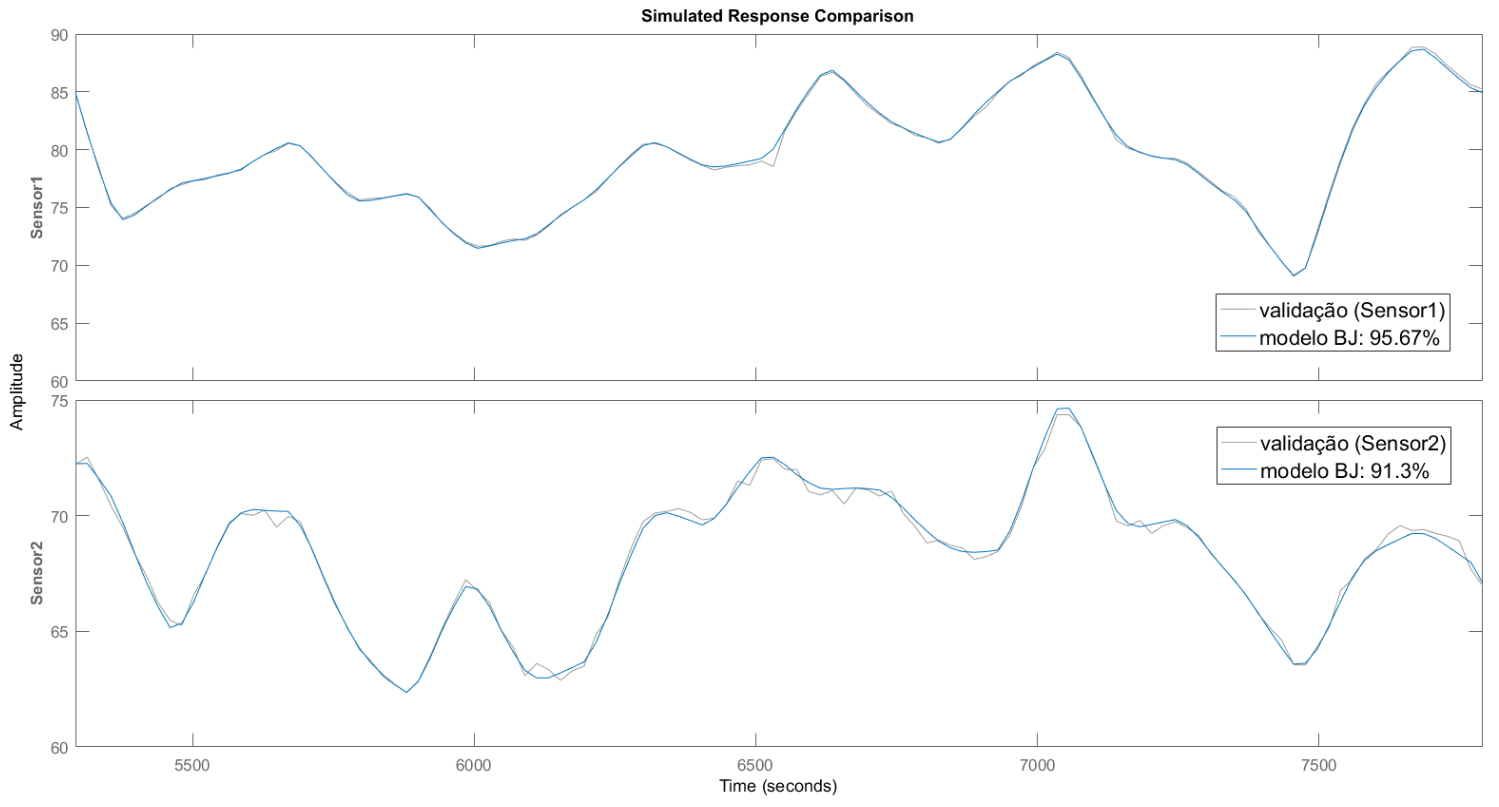 Simulated Response Comparison
90
85
80
75
70
65
60
Sensor1
validação (Sensor1)
modelo BJ: 95.67%
Amplitude
75
70
65
60
Sensor2
validação (Sensor2)
modelo BJ: 91.3%
5500
6000
6500
7000
7500
Time (seconds)